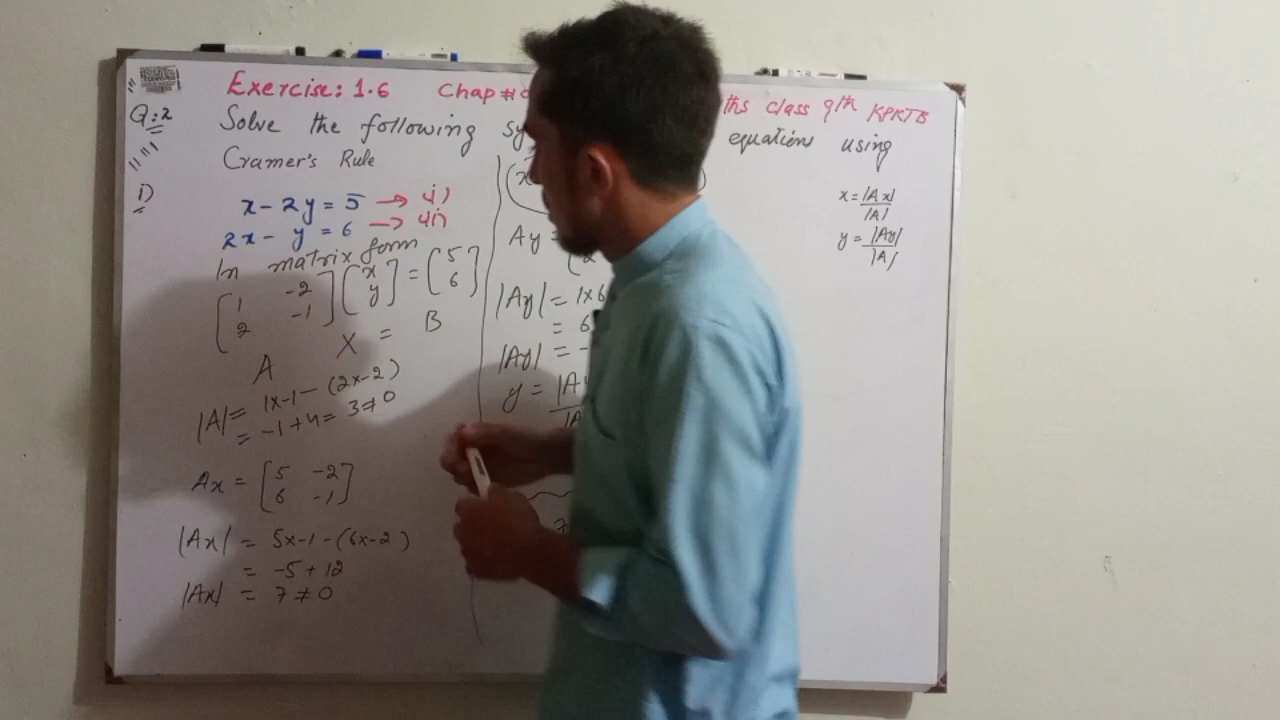 Exercise: 1.6 Chap # ths class 9th KPKTB
Q:2 Solve the following sy equations using
Cramer's Rule
i)
x - 2y = 5 → (i)
2x - y = 6 → (ii)
In matrix form
[1 -2] [x] = [5]
[2 -1] [y] [6]
A X = B
|A| = 1x-1 - (2x-2)
= -1+4 = 3≠0
Ax = [5 -2]
[6 -1]
|Ax| = 5x-1 - (6x-2)
= -5+12
|Ax| = 7≠0
(x
Ay =
|Ay| = 1x6
= 6
|Ay| = -
y = |A
|A
7
x = |Ax|
|A|
y = |Ay|
|A|